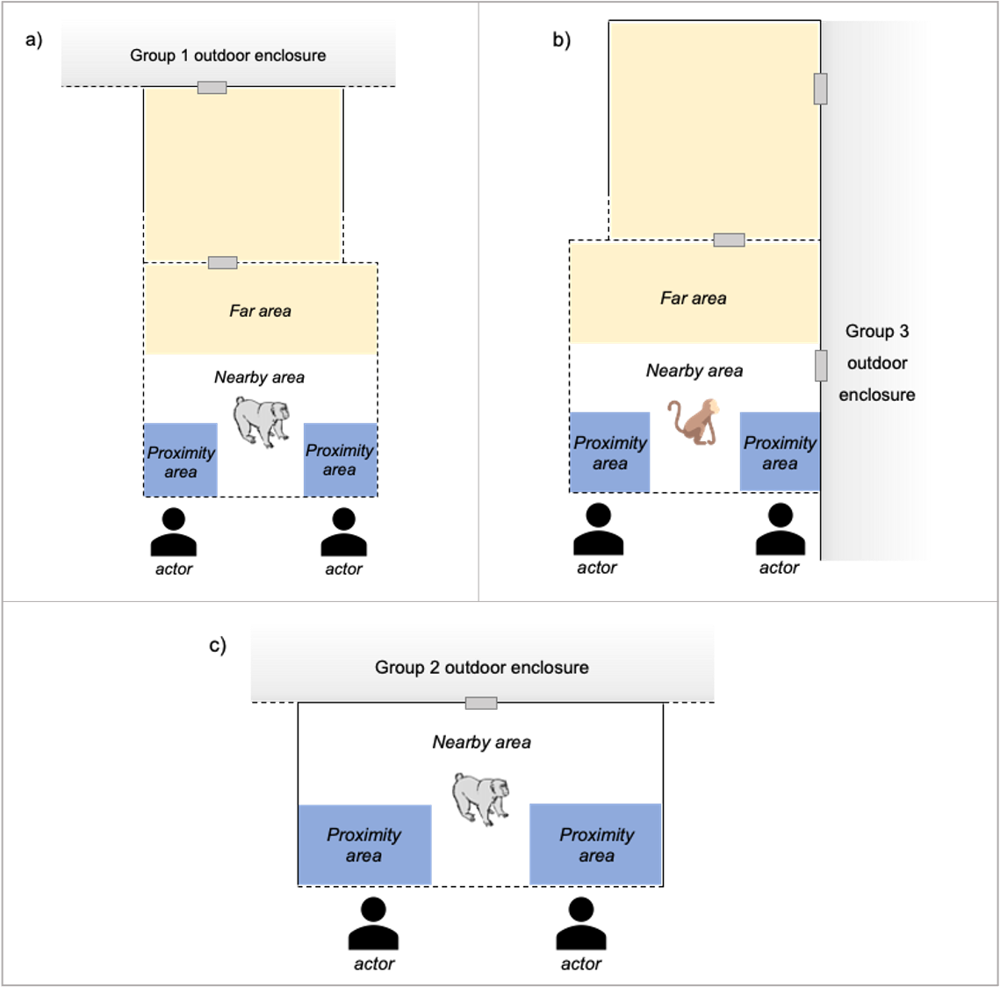 a)
Group 1 outdoor enclosure
Far area
Nearby area
Proximity
area
Proximity
area
actor
actor
b)
Far area
Nearby area
Proximity
area
Proximity
area
Group 3
outdoor
enclosure
actor
actor
c)
Group 2 outdoor enclosure
Nearby area
Proximity
area
Proximity
area
actor
actor